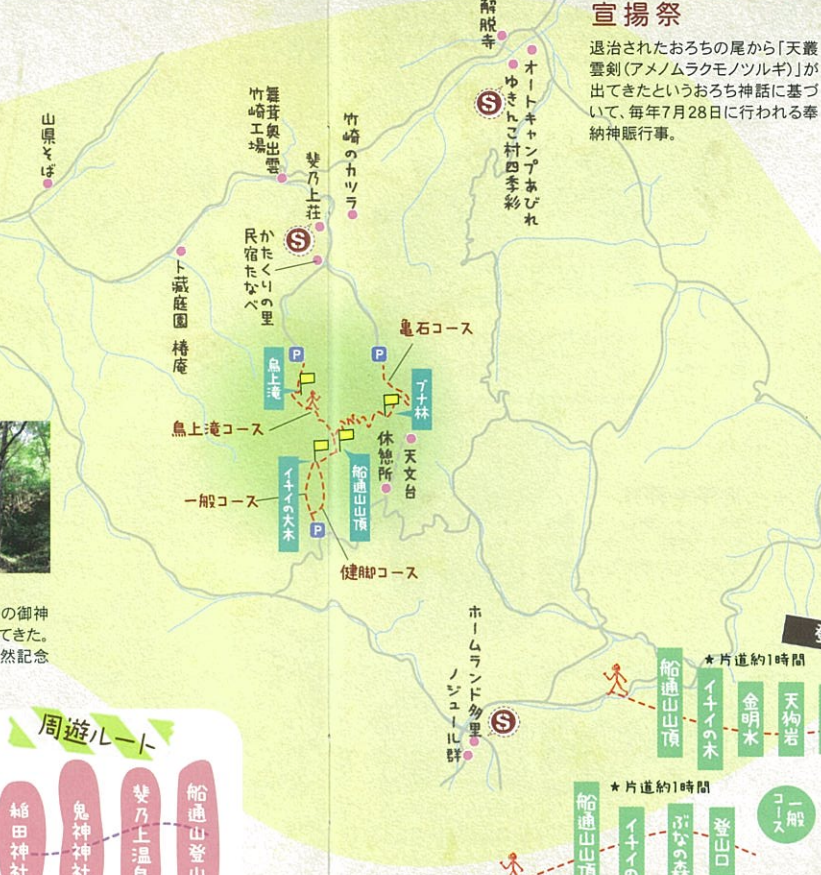 宣揚祭
退治されたおろちの尾から「天叢
雲剣(アメノムラクモノツルギ)」が
出てきたというおろち神話に基づ
いて、毎年7月28日に行われる奉
納神賑行事。
解脱寺
オートキャンプあびれ
ゆきんこ村四季彩
S
山県そば
舞茸奥出雲
竹崎工場
竹崎のカツラ
斐乃上荘
S
かたくりの里
民宿たなべ
卜蔵庭園 椿庵
P
P
亀石コース
鳥上滝
ブナ林
鳥上滝コース
休憩所
天文台
イチイの大木
船通山山頂
一般コース
P
健脚コース
の御神
てきた。
然記念
ホームランド多里
ノジュール群
S
登
★片道約1時間
船通山山頂
イチイの木
金明水
天狗岩
周遊ルート
稲田神社
鬼神神社
斐乃上温泉
船通山登山
★片道約1時間
船通山山頂
イチイの
ぶなの森
登山口
一般
コース